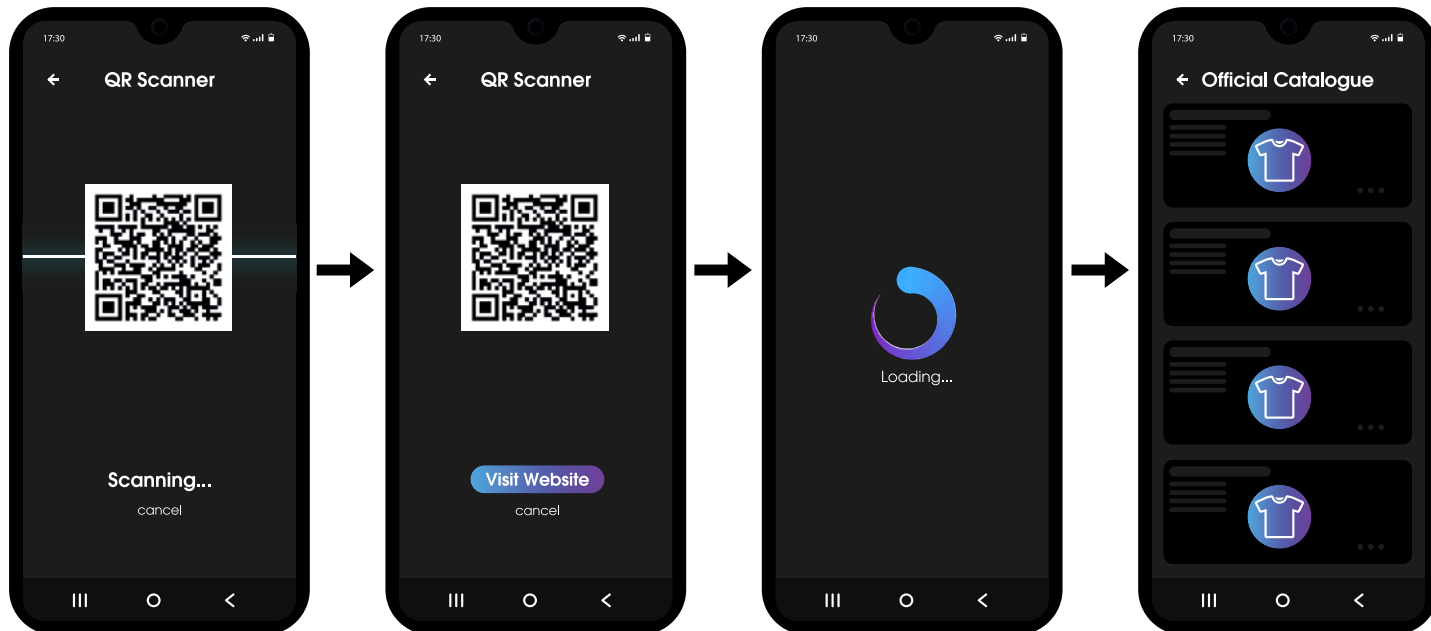 17:30
QR Scanner
Scanning...
cancel
17:30
QR Scanner
Visit Website
cancel
17:30
Loading...
17:30
Official Catalogue